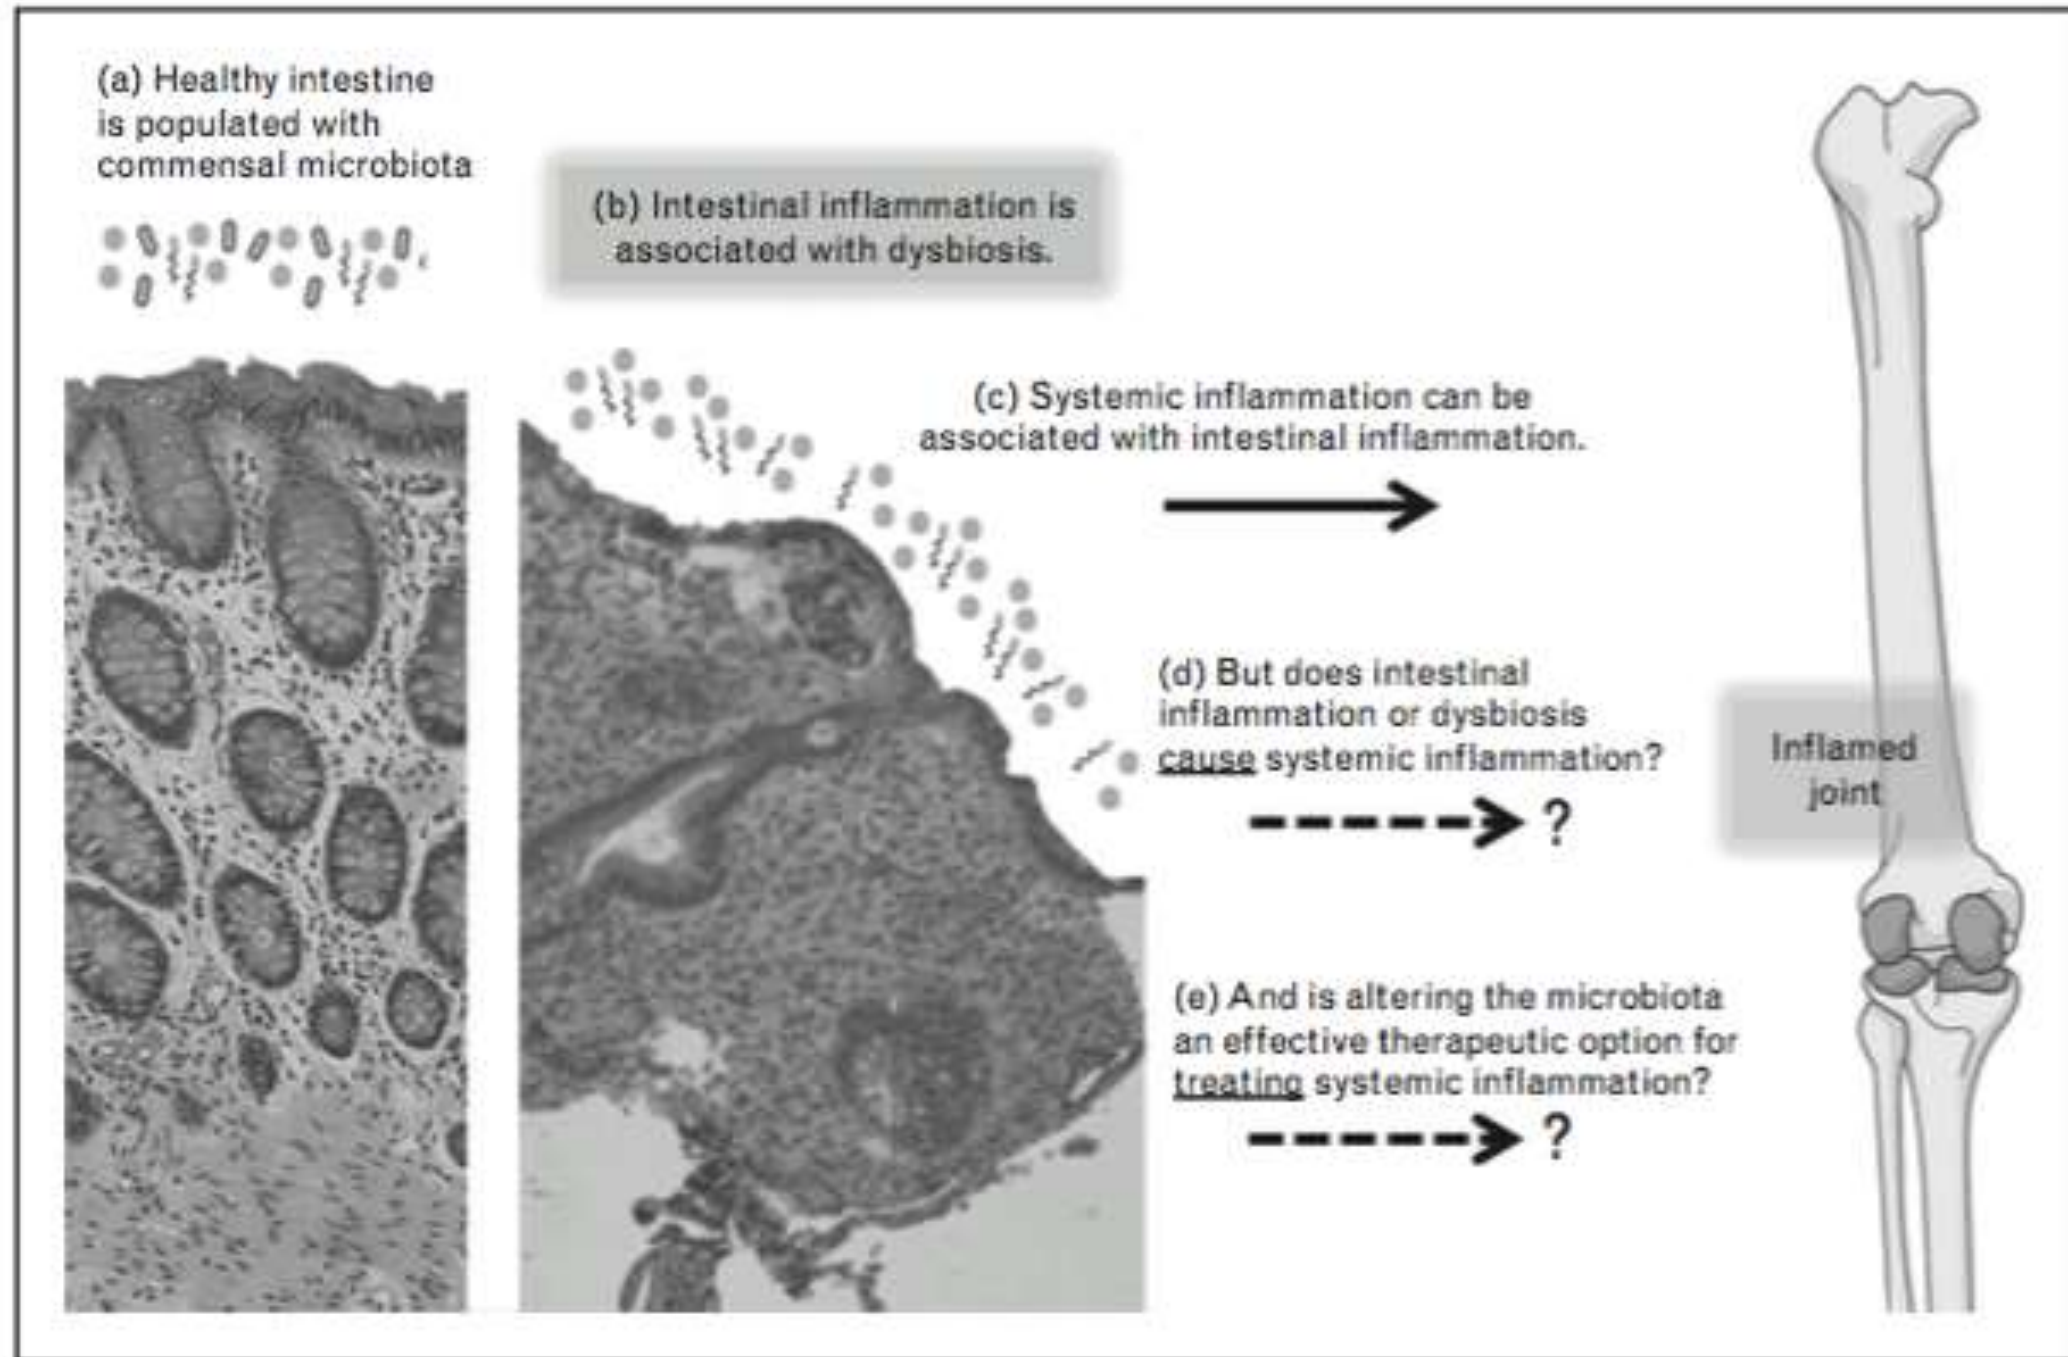 (a) Healthy intestine
is populated with
commensal microbiota
(b) Intestinal inflammation is
associated with dysbiosis.
(c) Systemic inflammation can be
associated with intestinal inflammation.
(d) But does intestinal
inflammation or dysbiosis
cause systemic inflammation?
?
Inflamed
joint
(e) And is altering the microbiota
an effective therapeutic option for
treating systemic inflammation?
?